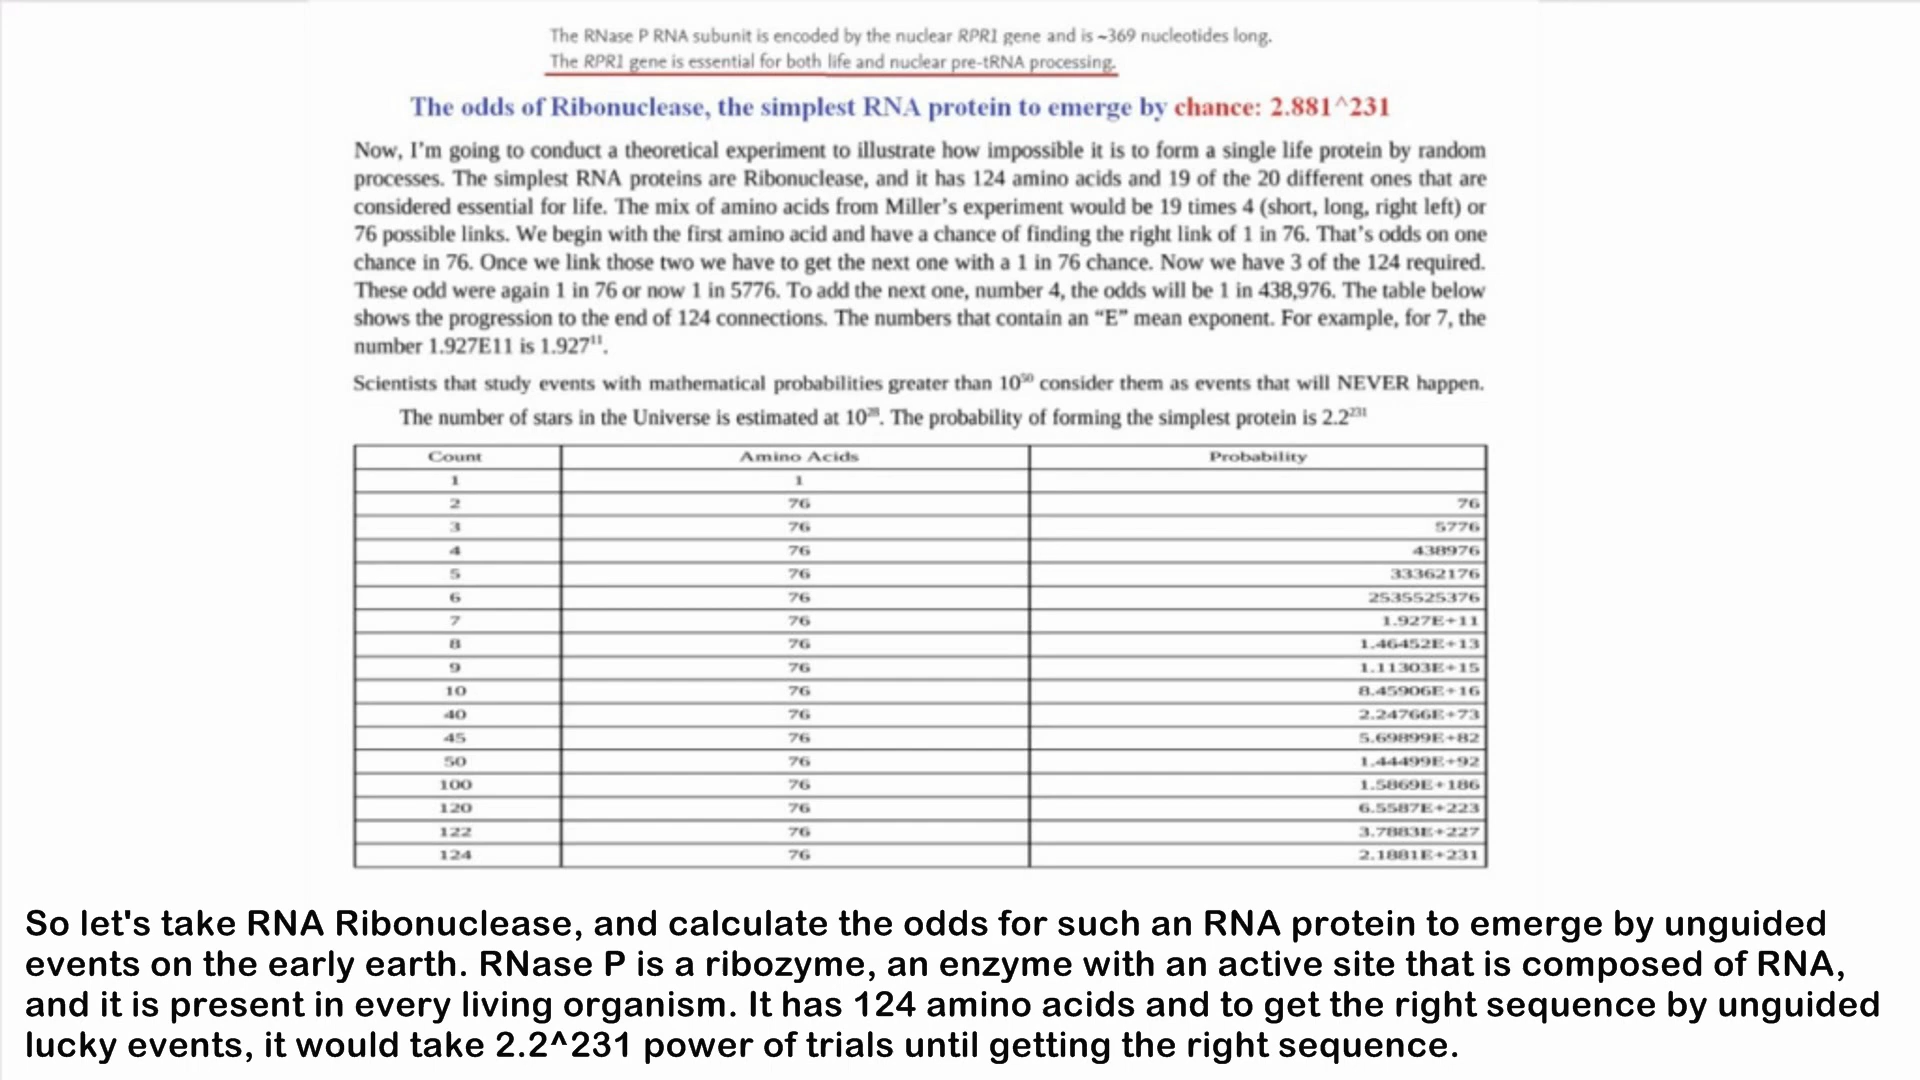 The RNase P RNA subunit is encoded by the nuclear RPR1 gene and is ~369 nucleotides long.
The RPR1 gene is essential for both life and nuclear pre-tRNA processing.
The odds of Ribonuclease, the simplest RNA protein to emerge by chance: 2.881^231
Now, I'm going to conduct a theoretical experiment to illustrate how impossible it is to form a single life protein by random
processes. The simplest RNA proteins are Ribonuclease, and it has 124 amino acids and 19 of the 20 different ones that are
considered essential for life. The mix of amino acids from Miller's experiment would be 19 times 4 (short, long, right left) or
76 possible links. We begin with the first amino acid and have a chance of finding the right link of 1 in 76. That's odds on one
chance in 76. Once we link those two we have to get the next one with a 1 in 76 chance. Now we have 3 of the 124 required.
These odd were again 1 in 76 or now 1 in 5776. To add the next one, number 4, the odds will be 1 in 438,976. The table below
shows the progression to the end of 124 connections. The numbers that contain an “E” mean exponent. For example, for 7, the
number 1.927E11 is 1.927¹¹.
Scientists that study events with mathematical probabilities greater than 10⁵⁰ consider them as events that will NEVER happen.
The number of stars in the Universe is estimated at 10²⁸. The probability of forming the simplest protein is 2.2²³¹
Count Amino Acids Probability
1 1
2 76 76
3 76 5776
4 76 438976
5 76 33362176
6 76 2535525376
7 76 1.927E+11
8 76 1.46452E+13
9 76 1.11303E+15
10 76 8.45906E+16
40 76 2.24766E+73
45 76 5.69899E+82
50 76 1.44499E+92
100 76 1.5869E+186
120 76 6.5587E+223
122 76 3.7883E+227
124 76 2.1881E+231
So let's take RNA Ribonuclease, and calculate the odds for such an RNA protein to emerge by unguided
events on the early earth. RNase P is a ribozyme, an enzyme with an active site that is composed of RNA,
and it is present in every living organism. It has 124 amino acids and to get the right sequence by unguided
lucky events, it would take 2.2^231 power of trials until getting the right sequence.